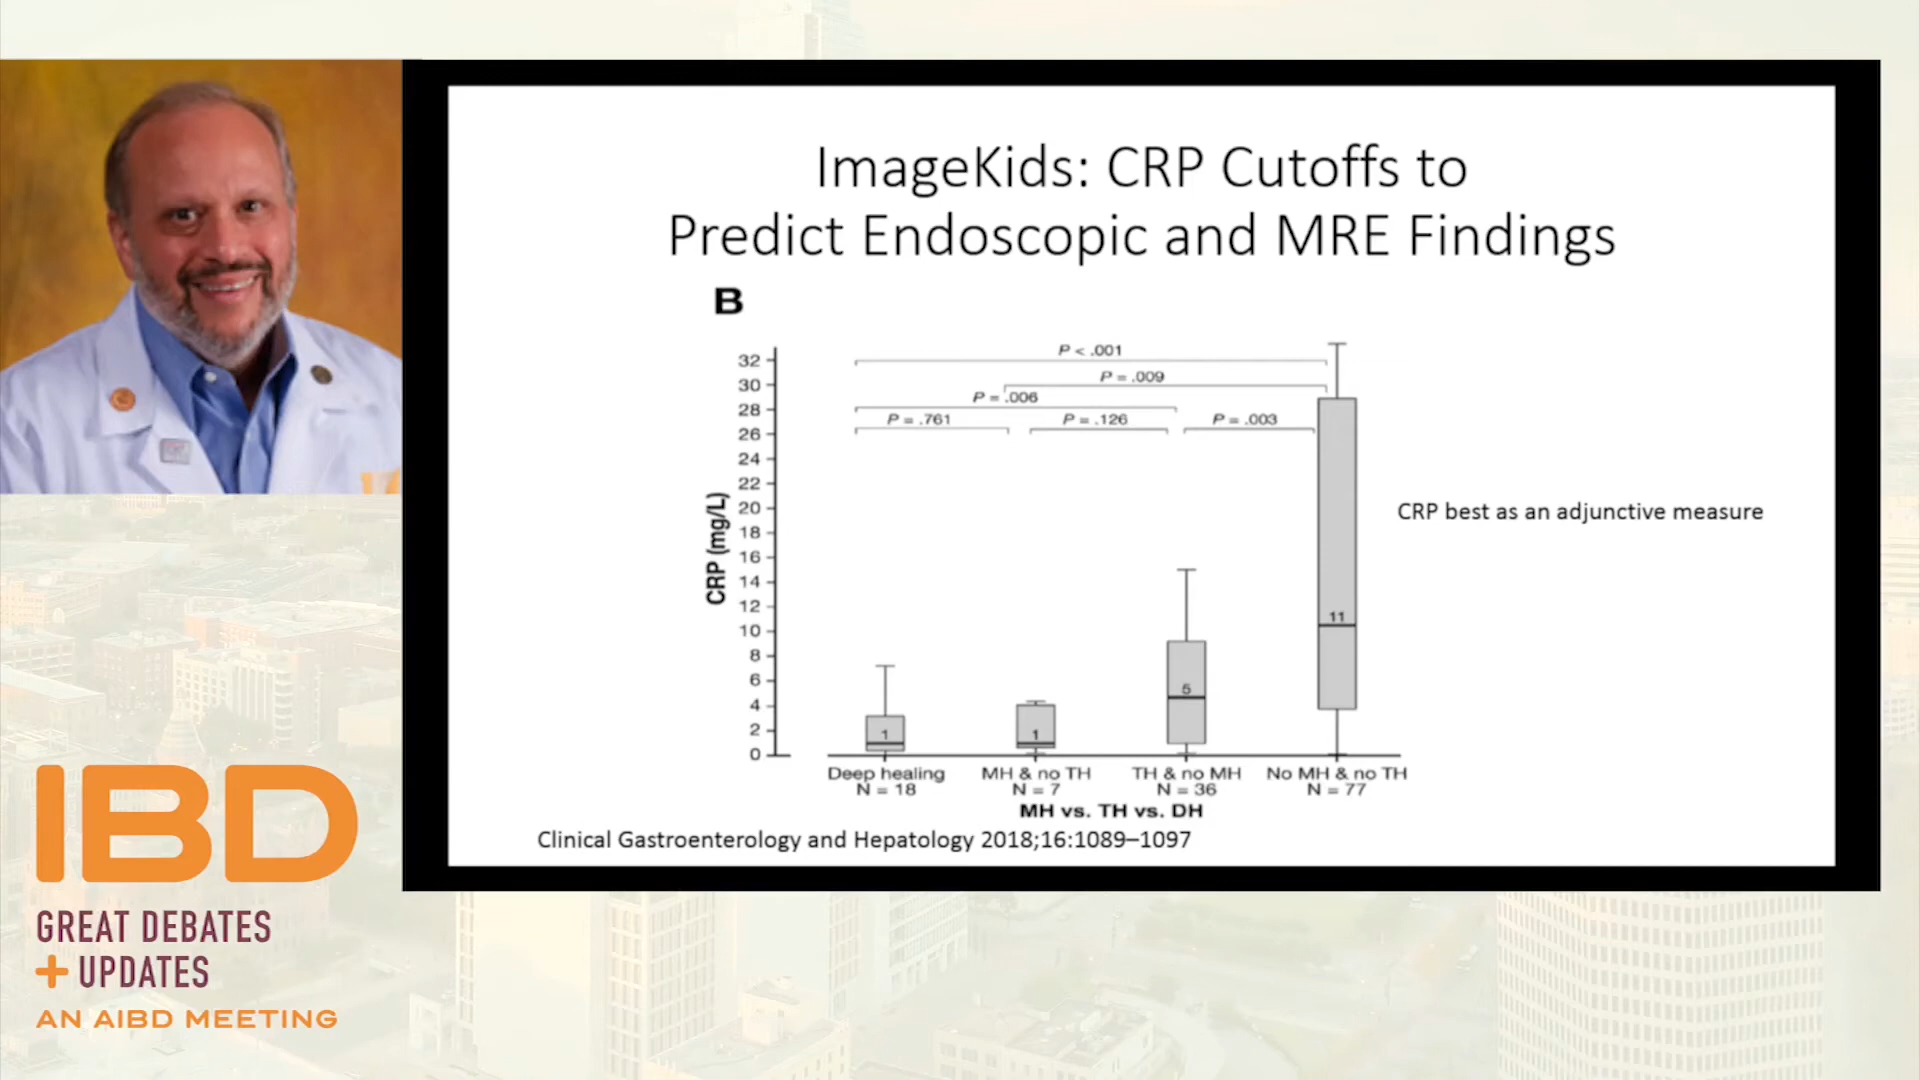 ImageKids: CRP Cutoffs to
Predict Endoscopic and MRE Findings
B
P < .001
P = .009
P = .006
P = .761
P = .126
P = .003
32
30
28
26
24
22
20
18
16
14
12
10
8
6
4
2
0
CRP (mg/L)
1
1
5
11
Deep healing
N = 18
MH & no TH
N = 7
TH & no MH
N = 36
No MH & no TH
N = 77
MH vs. TH vs. DH
CRP best as an adjunctive measure
Clinical Gastroenterology and Hepatology 2018;16:1089–1097
IBD
GREAT DEBATES
+ UPDATES
AN AIBD MEETING